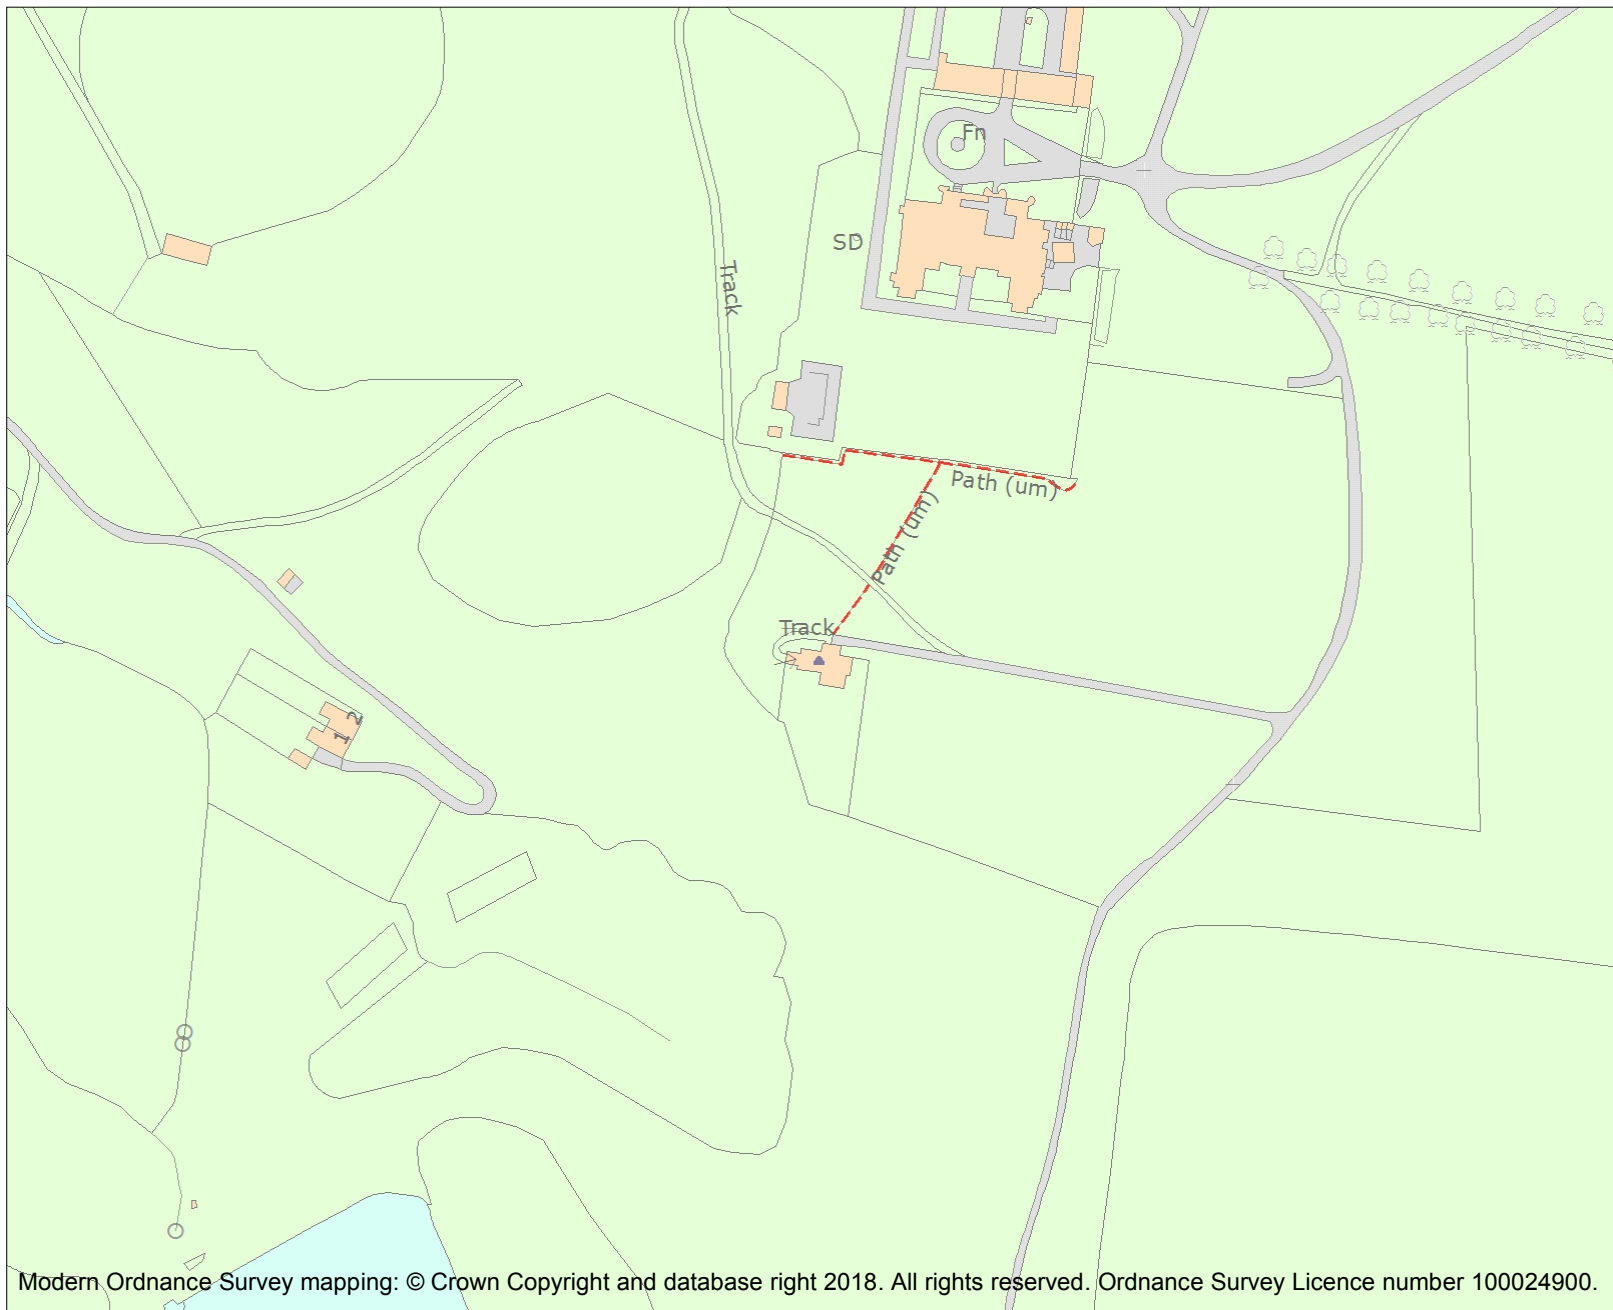 Fn
SD
Track
Path (um)
Path (um)
Track
2
1
Modern Ordnance Survey mapping: © Crown Copyright and database right 2018. All rights reserved. Ordnance Survey Licence number 100024900.